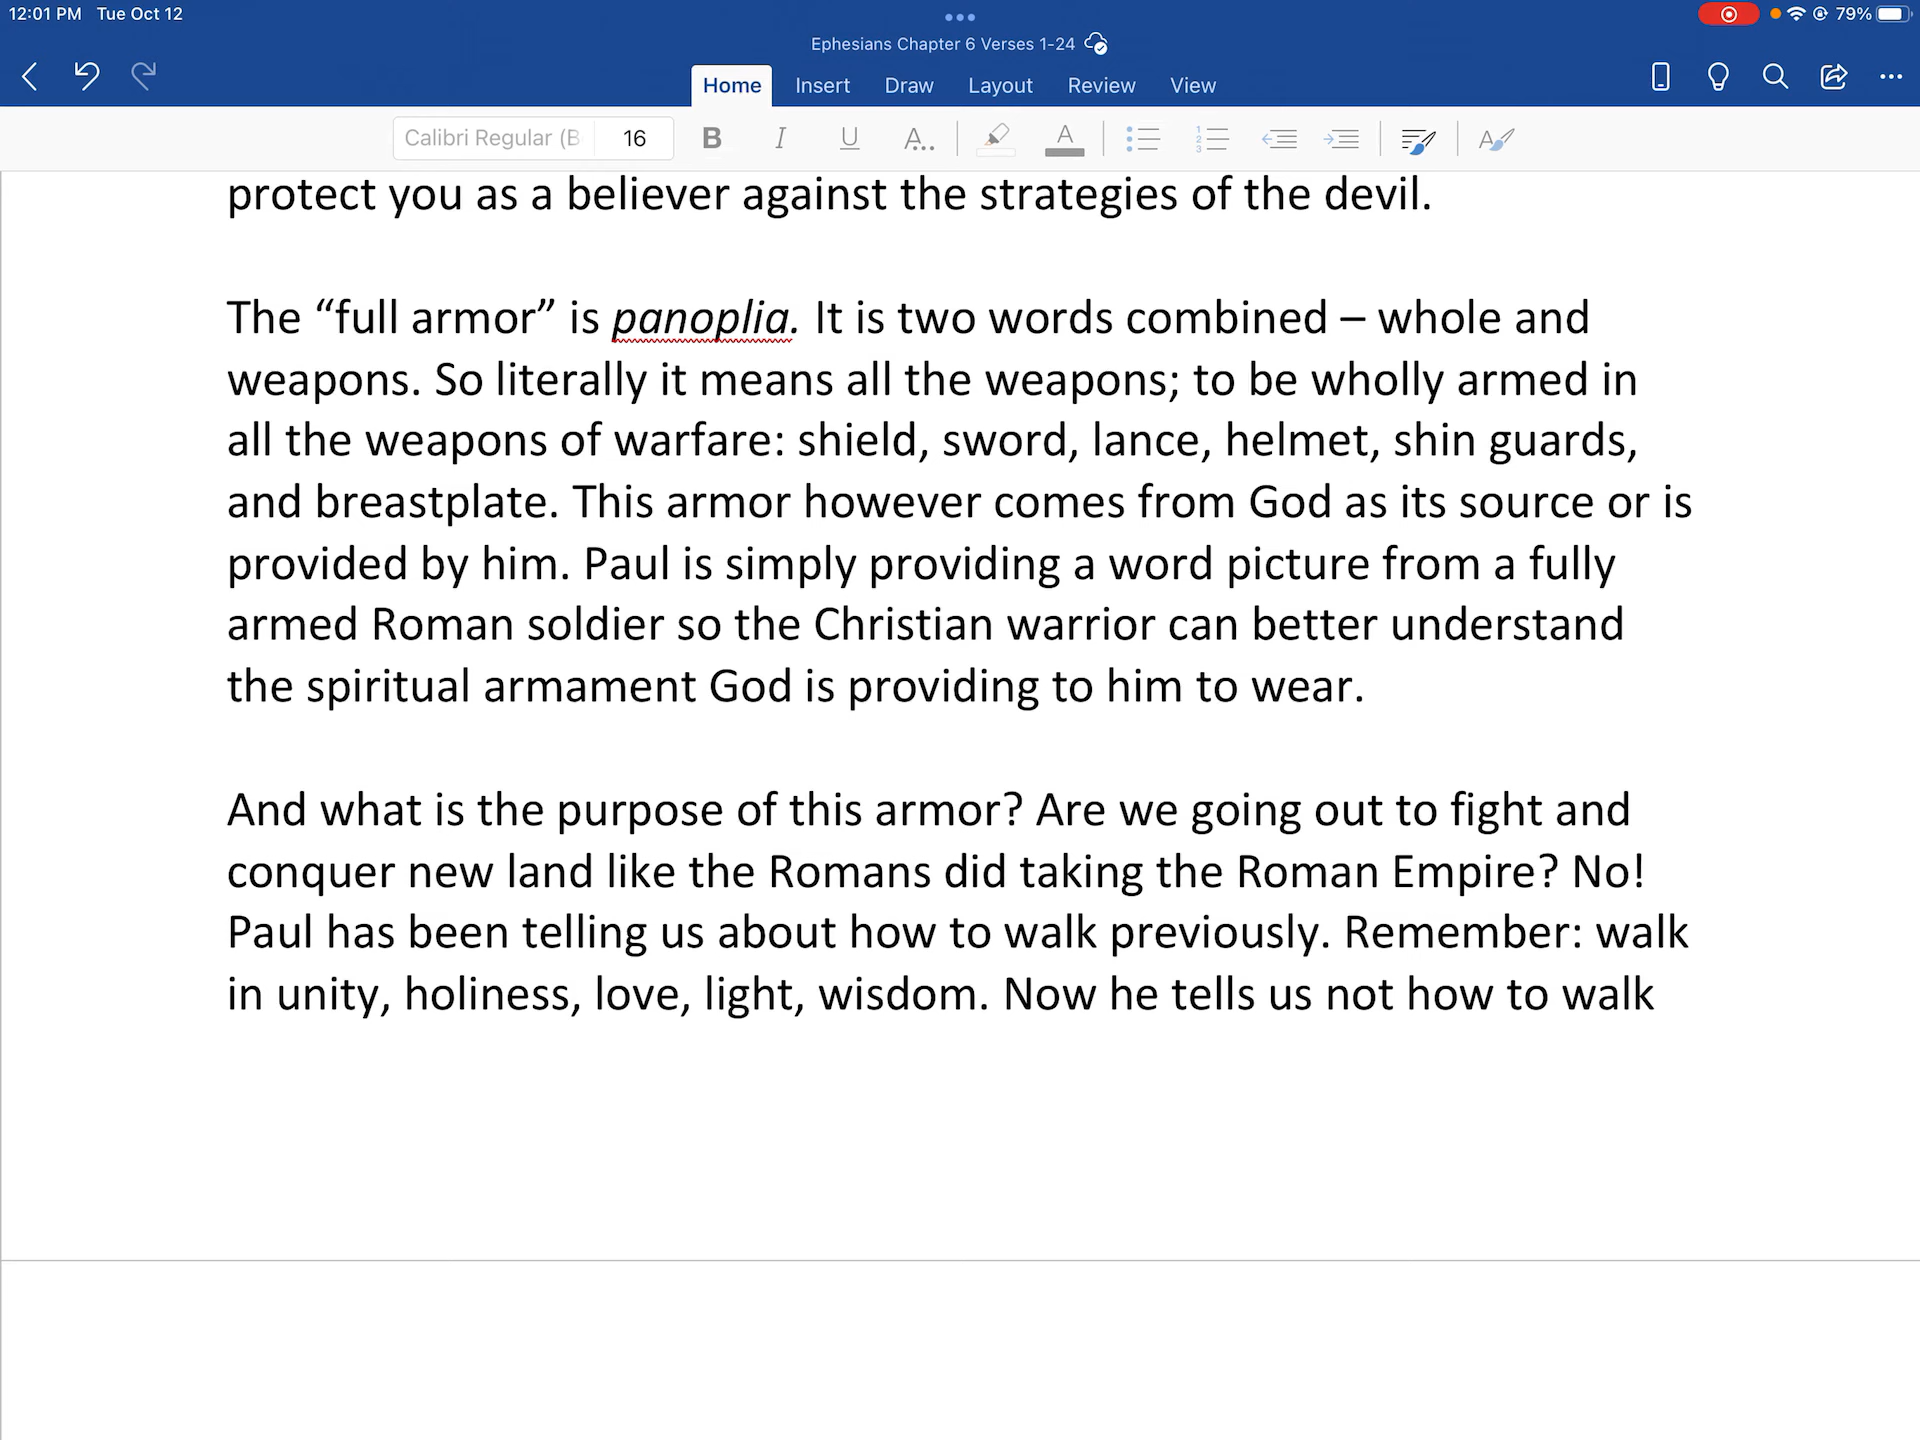 12:01 PM Tue Oct 12
79%
Ephesians Chapter 6 Verses 1-24
Home Insert Draw Layout Review View
Calibri Regular (B 16 B I U A.. A A
protect you as a believer against the strategies of the devil.
The “full armor” is panoplia. It is two words combined – whole and
weapons. So literally it means all the weapons; to be wholly armed in
all the weapons of warfare: shield, sword, lance, helmet, shin guards,
and breastplate. This armor however comes from God as its source or is
provided by him. Paul is simply providing a word picture from a fully
armed Roman soldier so the Christian warrior can better understand
the spiritual armament God is providing to him to wear.
And what is the purpose of this armor? Are we going out to fight and
conquer new land like the Romans did taking the Roman Empire? No!
Paul has been telling us about how to walk previously. Remember: walk
in unity, holiness, love, light, wisdom. Now he tells us not how to walk